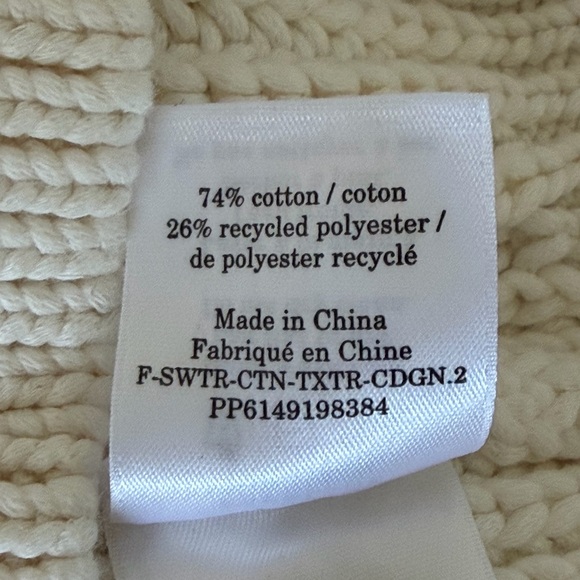 74% cotton / coton
26% recycled polyester /
de polyester recyclé
Made in China
Fabriqué en Chine
F-SWTR-CTN-TXTR-CDGN.2
PP6149198384